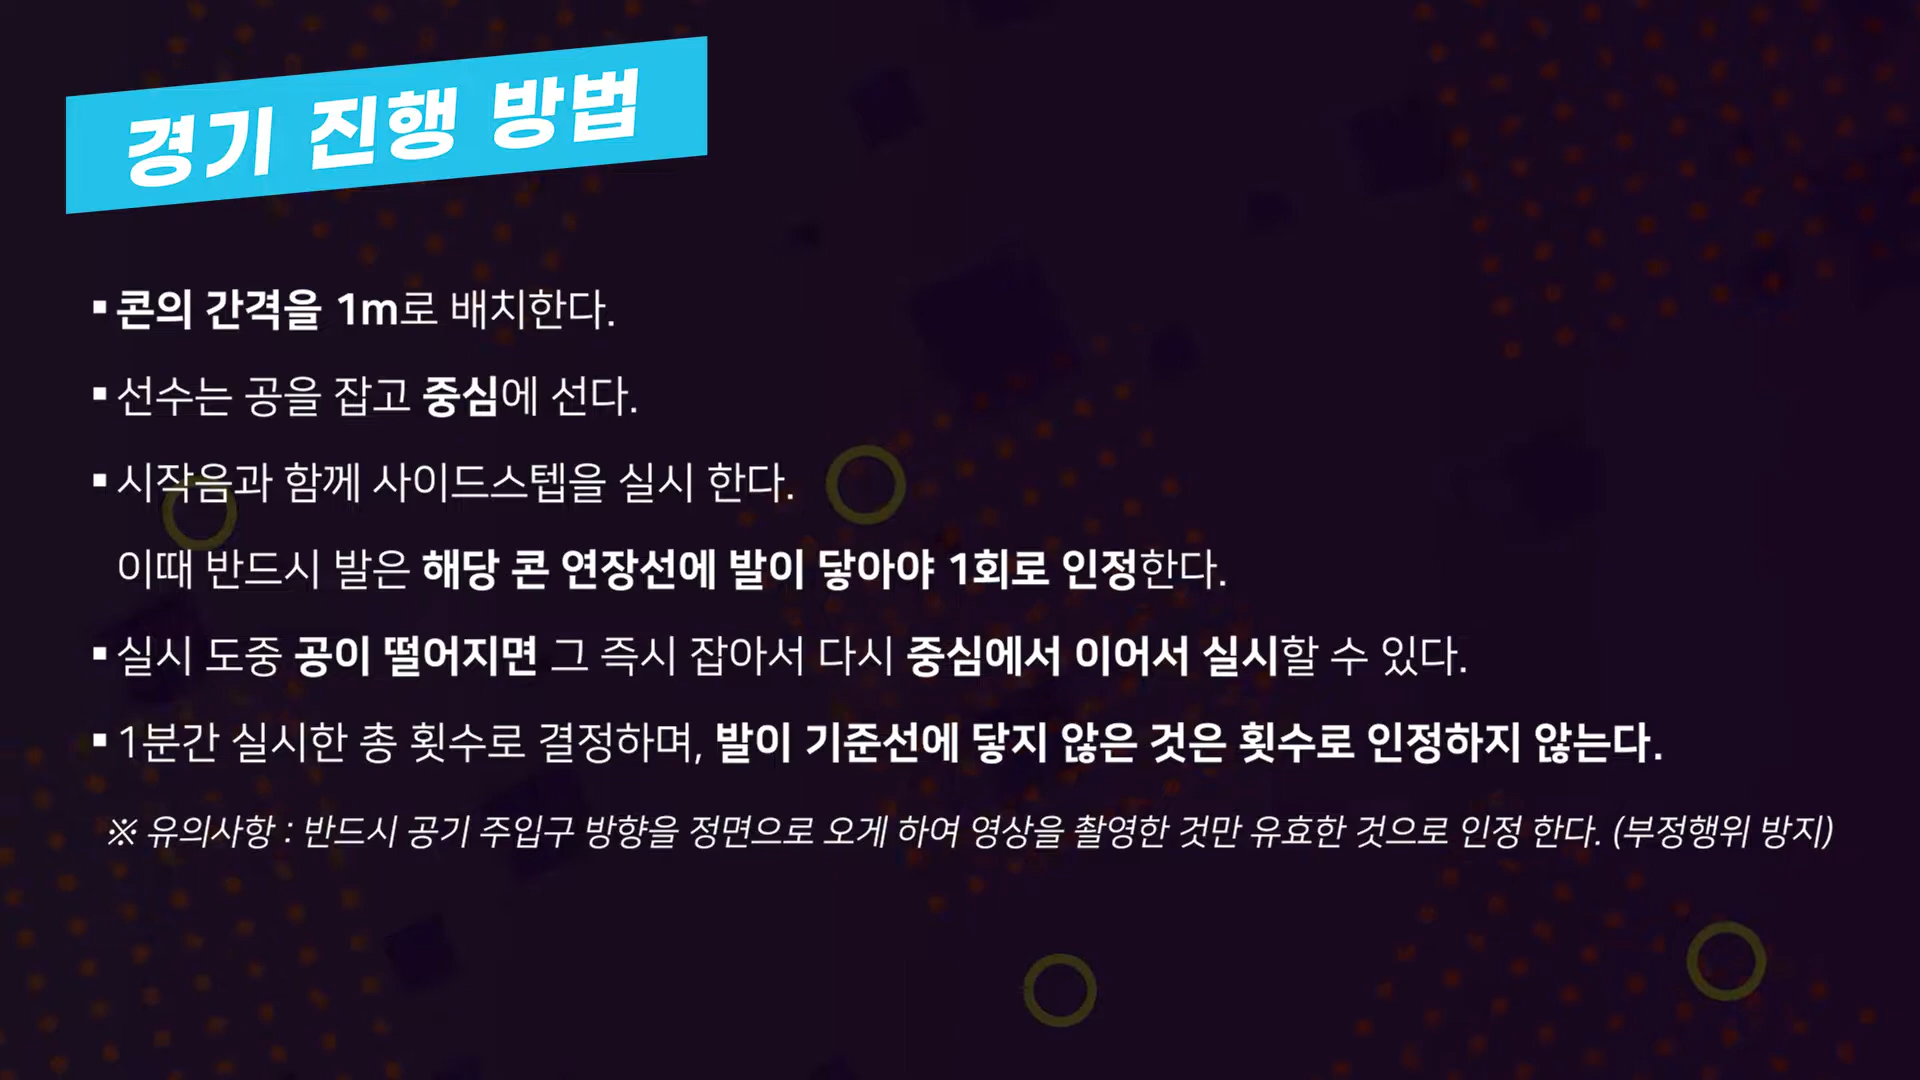 경기 진행 방법
▪ 콘의 간격을 1m로 배치한다.
▪ 선수는 공을 잡고 중심에 선다.
▪ 시작음과 함께 사이드스텝을 실시 한다.
이때 반드시 발은 해당 콘 연장선에 발이 닿아야 1회로 인정한다.
▪ 실시 도중 공이 떨어지면 그 즉시 잡아서 다시 중심에서 이어서 실시할 수 있다.
▪ 1분간 실시한 총 횟수로 결정하며, 발이 기준선에 닿지 않은 것은 횟수로 인정하지 않는다.
※ 유의사항 : 반드시 공기 주입구 방향을 정면으로 오게 하여 영상을 촬영한 것만 유효한 것으로 인정 한다. (부정행위 방지)